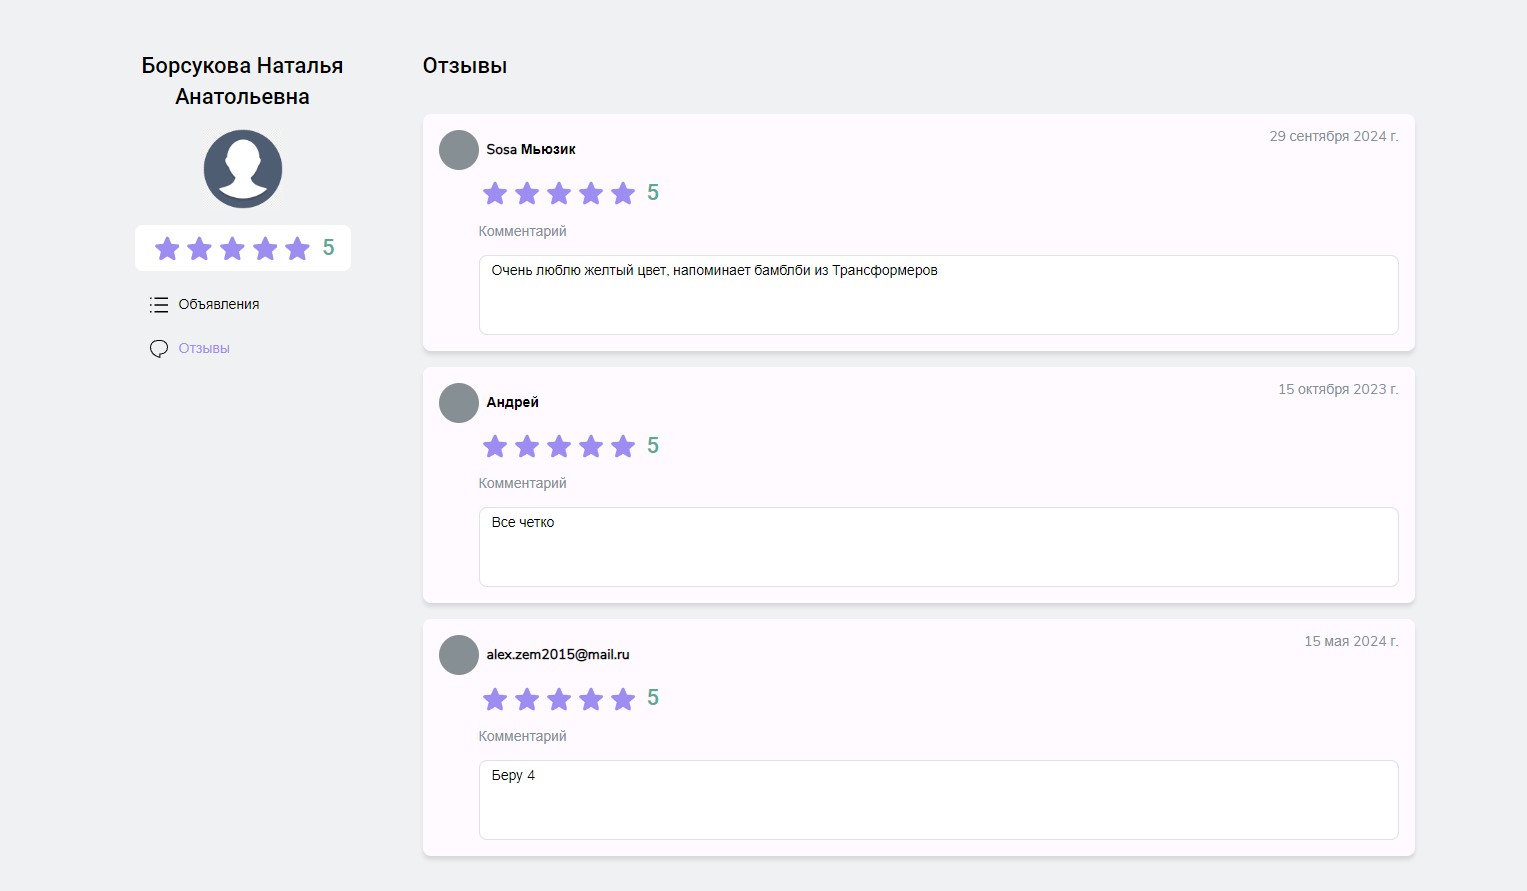 Борсукова Наталья
Анатольевна
5
Объявления
Отзывы
Отзывы
Sosa Мьюзик
29 сентября 2024 г.
5
Комментарий
Очень люблю желтый цвет, напоминает бамблби из Трансформеров
Андрей
15 октября 2023 г.
5
Комментарий
Все четко
alex.zem2015@mail.ru
15 мая 2024 г.
5
Комментарий
Беру 4